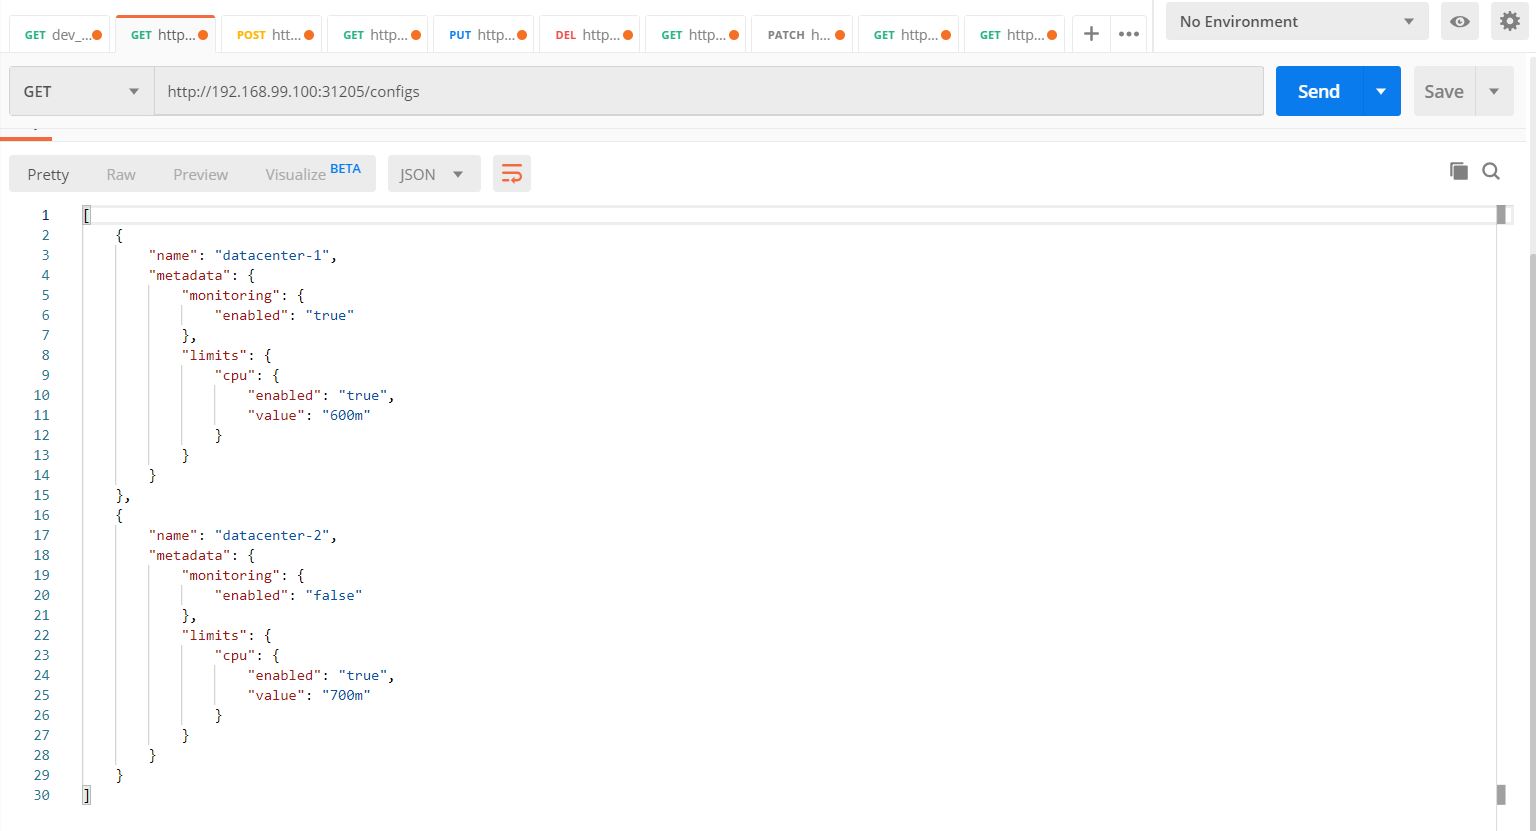 GET dev_... GET http... POST htt... GET http... PUT http... DEL http... GET http... PATCH h... GET http... GET http... + ••• No Environment
GET http://192.168.99.100:31205/configs Send Save
Pretty Raw Preview Visualize BETA JSON
1 [
2 {
3 "name": "datacenter-1",
4 "metadata": {
5 "monitoring": {
6 "enabled": "true"
7 },
8 "limits": {
9 "cpu": {
10 "enabled": "true",
11 "value": "600m"
12 }
13 }
14 }
15 },
16 {
17 "name": "datacenter-2",
18 "metadata": {
19 "monitoring": {
20 "enabled": "false"
21 },
22 "limits": {
23 "cpu": {
24 "enabled": "true",
25 "value": "700m"
26 }
27 }
28 }
29 }
30 ]